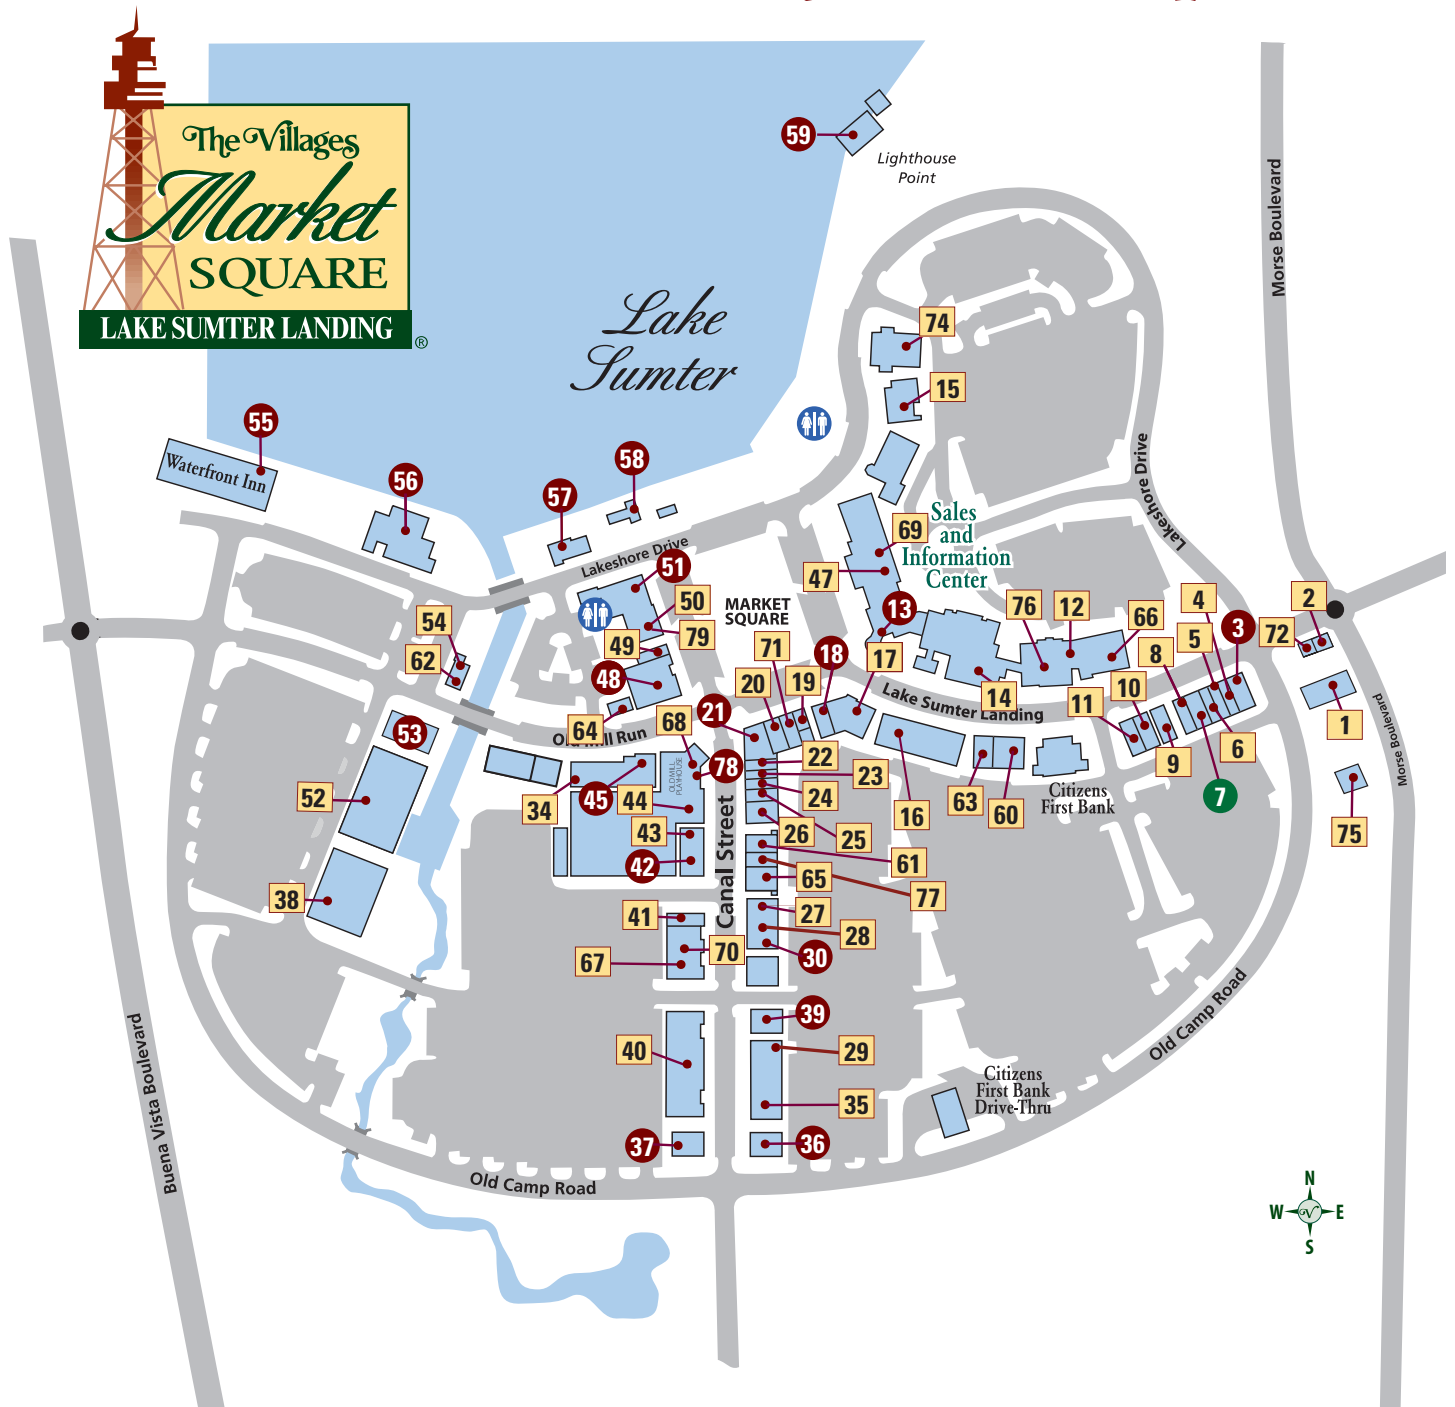 The Villages
Market
SQUARE
LAKE SUMTER LANDING
®
Lake
Sumter
59
Lighthouse
Point
Morse Boulevard
74
15
55
Waterfront Inn
56
58
57
Lakeshore Drive
Lakeshore Drive
69
Sales
and
Information
Center
47
51
50
79
49
48
64
54
62
MARKET
SQUARE
13
71
18
17
20
19
21
76
12
66
14
Lake Sumter Landing
4
3
5
8
10
11
9
6
7
2
72
1
Morse Boulevard
75
53
52
38
Old Mill Run
68
OLD MILL
PLAYHOUSE
78
34
45
44
43
42
Canal Street
22
23
24
25
26
61
65
77
16
63
60
Citizens
First Bank
27
28
30
41
70
67
39
40
29
35
37
36
Citizens
First Bank
Drive-Thru
Old Camp Road
Old Camp Road
Buena Vista Boulevard
N
W
E
S
V